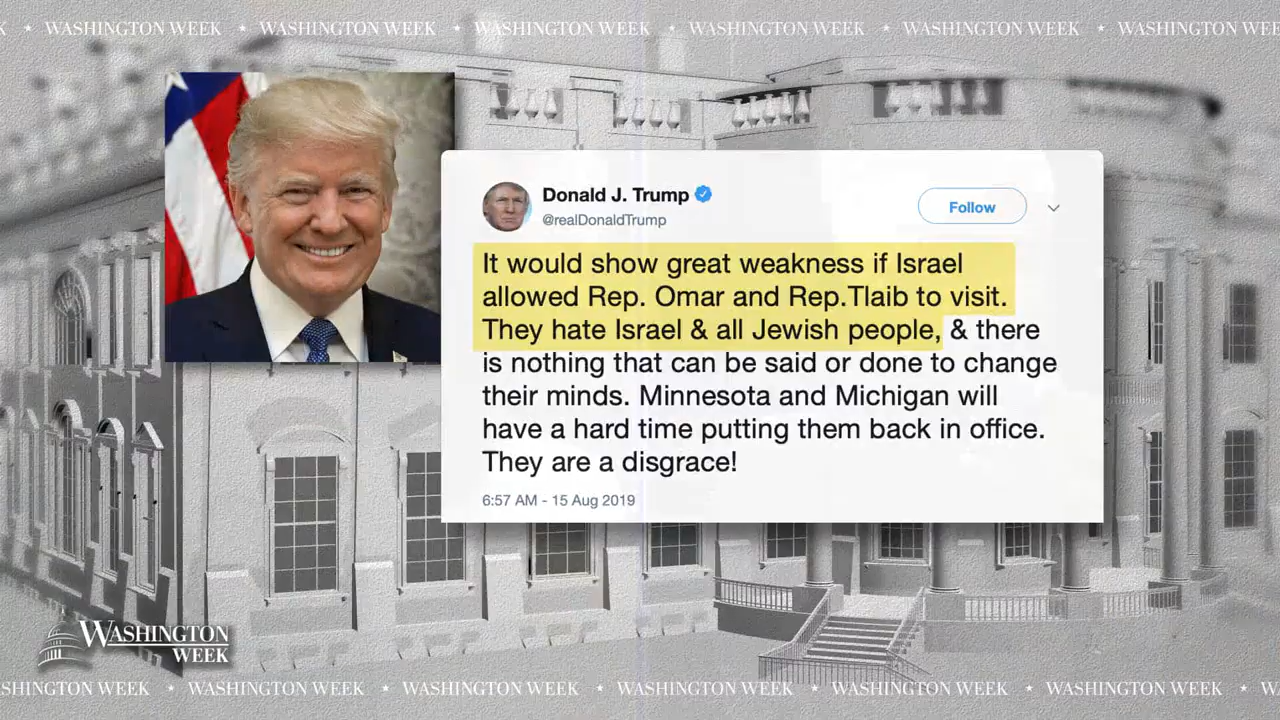 K ★ WASHINGTON WEEK ★ WASHINGTON WEEK ★ WASHINGTON WEEK ★ WASHINGTON WEEK ★ WASHINGTON WEEK ★ WASHINGTON WEE
Donald J. Trump
Follow
@realDonaldTrump
It would show great weakness if Israel
allowed Rep. Omar and Rep.Tlaib to visit.
They hate Israel & all Jewish people, & there
is nothing that can be said or done to change
their minds. Minnesota and Michigan will
have a hard time putting them back in office.
They are a disgrace!
6:57 AM - 15 Aug 2019
WASHINGTON
WEEK
SHINGTON WEEK ★ WASHINGTON WEEK ★ WASHINGTON WEEK ★ WASHINGTON WEEK ★ WASHINGTON WEEK ★ WASHINGTON WEEK ★ W